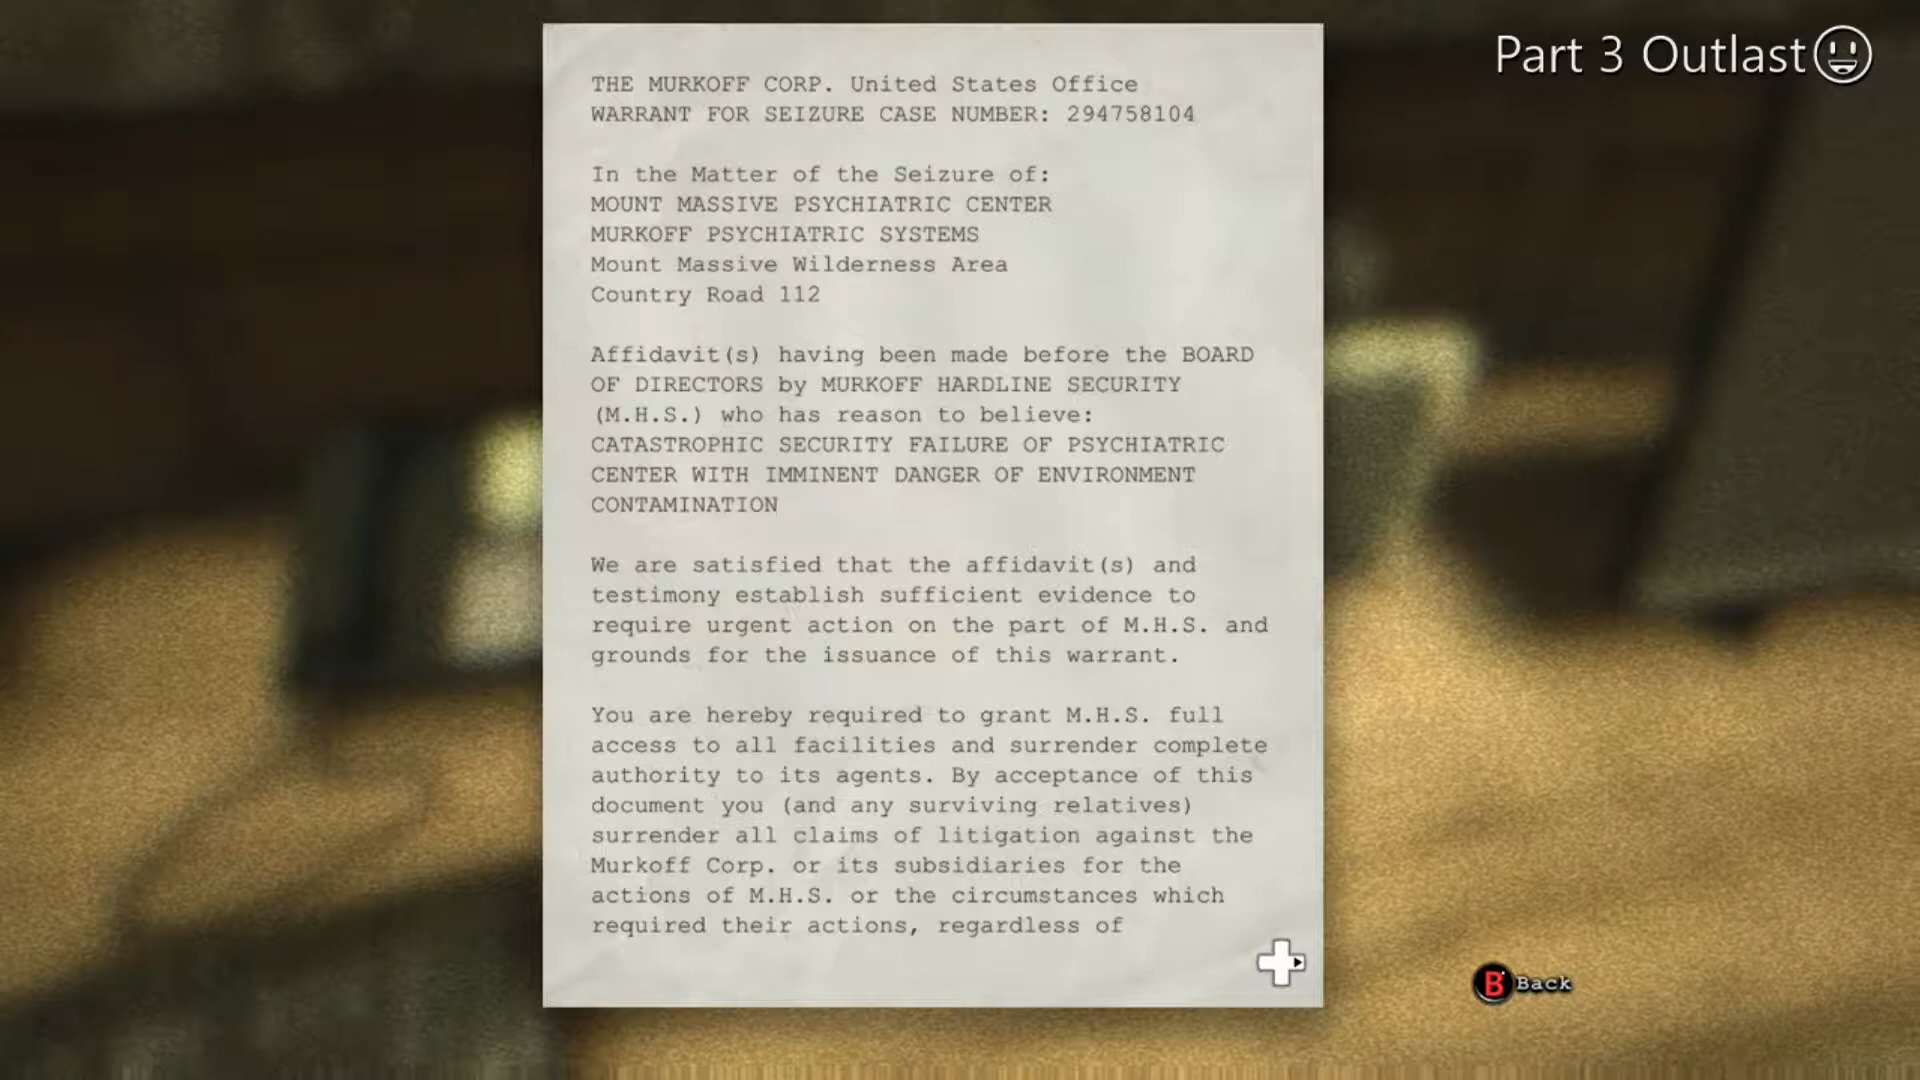 Part 3 Outlast
THE MURKOFF CORP. United States Office
WARRANT FOR SEIZURE CASE NUMBER: 294758104
In the Matter of the Seizure of:
MOUNT MASSIVE PSYCHIATRIC CENTER
MURKOFF PSYCHIATRIC SYSTEMS
Mount Massive Wilderness Area
Country Road 112
Affidavit(s) having been made before the BOARD
OF DIRECTORS by MURKOFF HARDLINE SECURITY
(M.H.S.) who has reason to believe:
CATASTROPHIC SECURITY FAILURE OF PSYCHIATRIC
CENTER WITH IMMINENT DANGER OF ENVIRONMENT
CONTAMINATION
We are satisfied that the affidavit(s) and
testimony establish sufficient evidence to
require urgent action on the part of M.H.S. and
grounds for the issuance of this warrant.
You are hereby required to grant M.H.S. full
access to all facilities and surrender complete
authority to its agents. By acceptance of this
document you (and any surviving relatives)
surrender all claims of litigation against the
Murkoff Corp. or its subsidiaries for the
actions of M.H.S. or the circumstances which
required their actions, regardless of
B Back